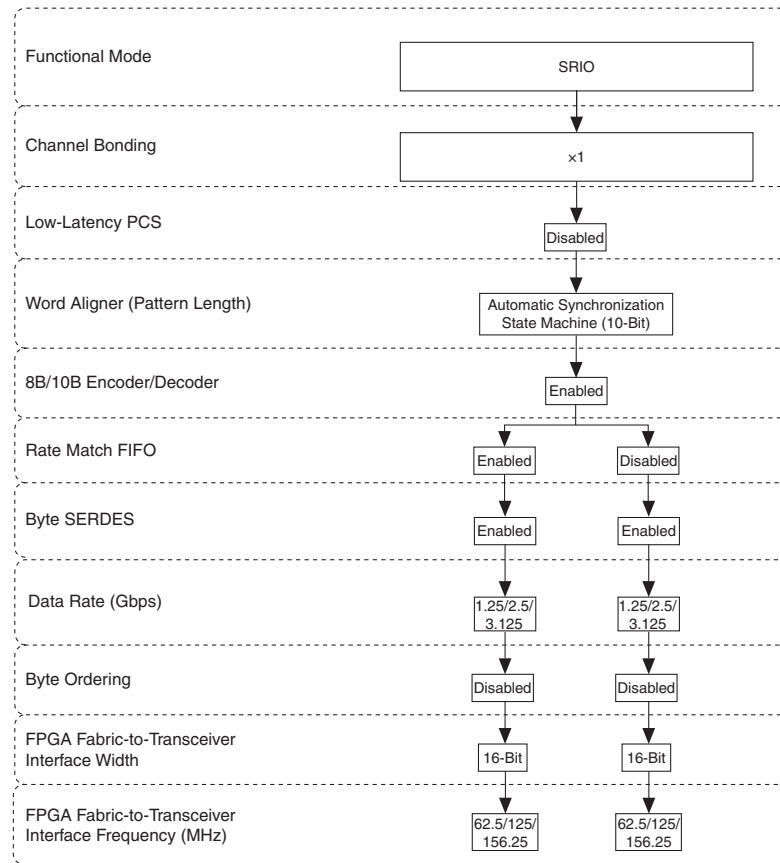 Functional Mode
SRIO
Channel Bonding
×1
Low-Latency PCS
Disabled
Word Aligner (Pattern Length)
Automatic Synchronization
State Machine (10-Bit)
8B/10B Encoder/Decoder
Enabled
Rate Match FIFO
Enabled
Disabled
Byte SERDES
Enabled
Enabled
Data Rate (Gbps)
1.25/2.5/
3.125
1.25/2.5/
3.125
Byte Ordering
Disabled
Disabled
FPGA Fabric-to-Transceiver
Interface Width
16-Bit
16-Bit
FPGA Fabric-to-Transceiver
Interface Frequency (MHz)
62.5/125/
156.25
62.5/125/
156.25